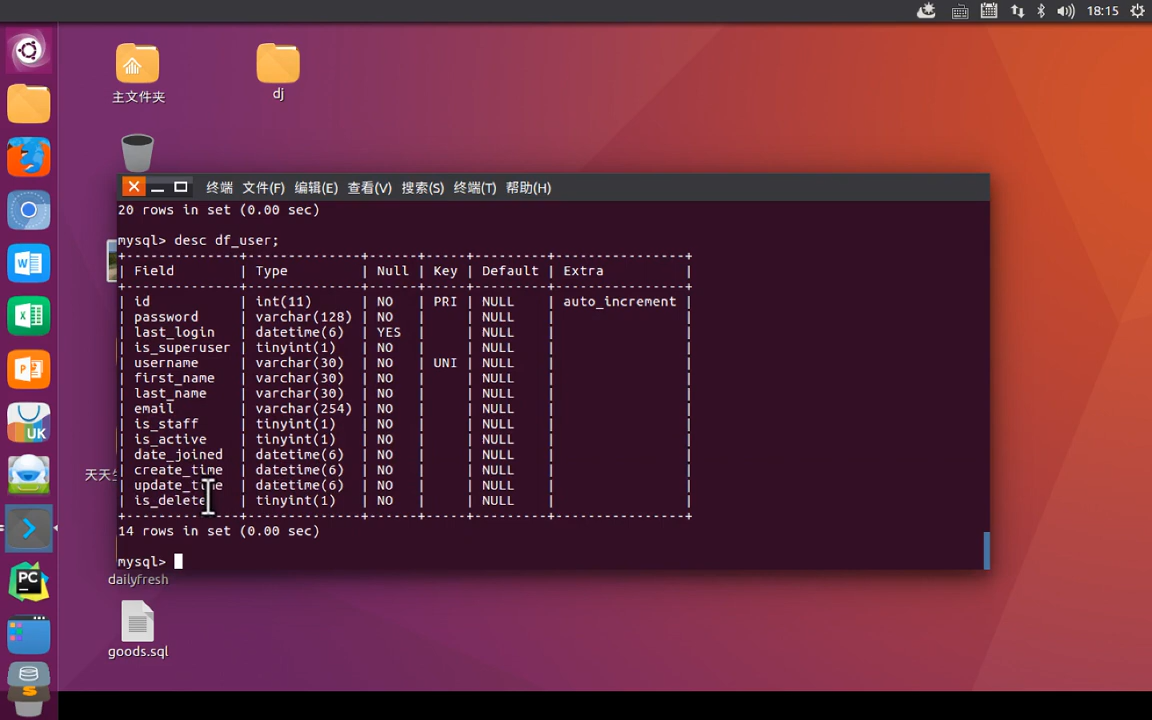 18:15
主文件夹
dj
终端 文件(F) 编辑(E) 查看(V) 搜索(S) 终端(T) 帮助(H)
20 rows in set (0.00 sec)
mysql> desc df_user;
+-------------+--------------+------+-----+---------+----------------+
| Field | Type | Null | Key | Default | Extra |
+-------------+--------------+------+-----+---------+----------------+
| id | int(11) | NO | PRI | NULL | auto_increment |
| password | varchar(128) | NO | | NULL | |
| last_login | datetime(6) | YES | | NULL | |
| is_superuser | tinyint(1) | NO | | NULL | |
| username | varchar(30) | NO | UNI | NULL | |
| first_name | varchar(30) | NO | | NULL | |
| last_name | varchar(30) | NO | | NULL | |
| email | varchar(254) | NO | | NULL | |
| is_staff | tinyint(1) | NO | | NULL | |
| is_active | tinyint(1) | NO | | NULL | |
| date_joined | datetime(6) | NO | | NULL | |
| create_time | datetime(6) | NO | | NULL | |
| update_time | datetime(6) | NO | | NULL | |
| is_delete | tinyint(1) | NO | | NULL | |
+-------------+--------------+------+-----+---------+----------------+
14 rows in set (0.00 sec)
mysql>
天天
dailyfresh
goods.sql
W
X
P
UK
PC
S